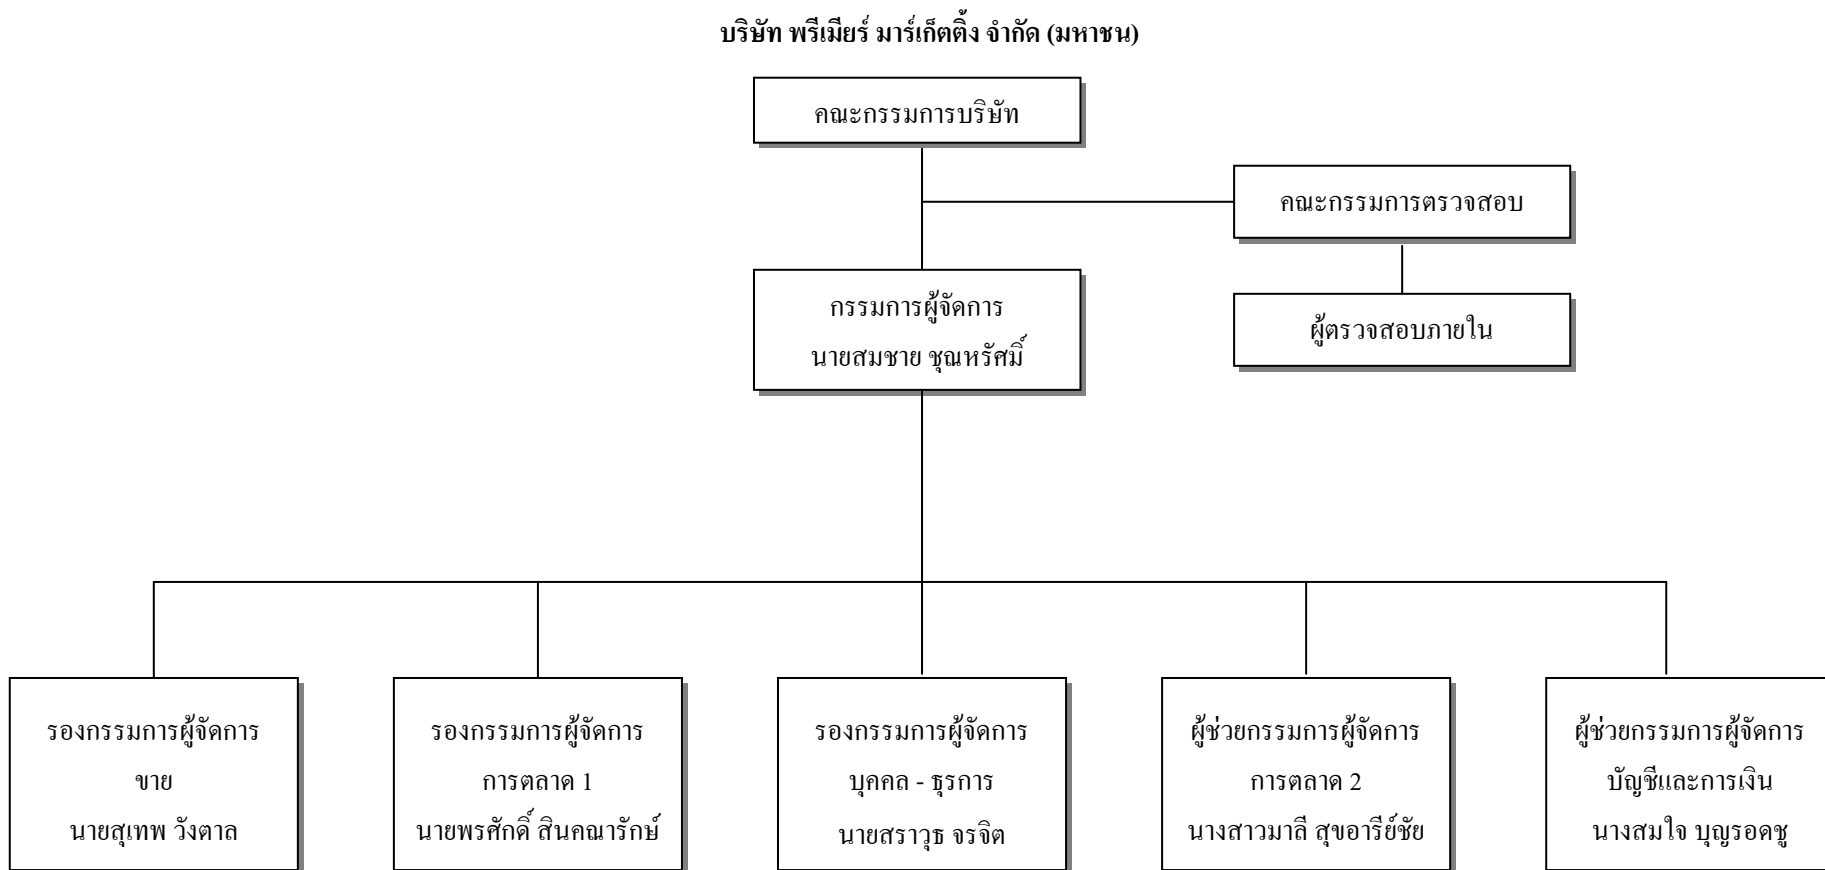 บริษัท พรีเมียร์ มาร์เก็ตติ้ง จำกัด (มหาชน)
คณะกรรมการบริษัท
คณะกรรมการตรวจสอบ
กรรมการผู้จัดการ
นายสมชาย ชุณหรัศมิ์
ผู้ตรวจสอบภายใน
รองกรรมการผู้จัดการ
ขาย
นายสุเทพ วังตาล
รองกรรมการผู้จัดการ
การตลาด 1
นายพรศักดิ์ สินคณารักษ์
รองกรรมการผู้จัดการ
บุคคล - ธุรการ
นายสราวุธ จรจิต
ผู้ช่วยกรรมการผู้จัดการ
การตลาด 2
นางสาวมาลี สุขอารีย์ชัย
ผู้ช่วยกรรมการผู้จัดการ
บัญชีและการเงิน
นางสมใจ บุญรอดชู